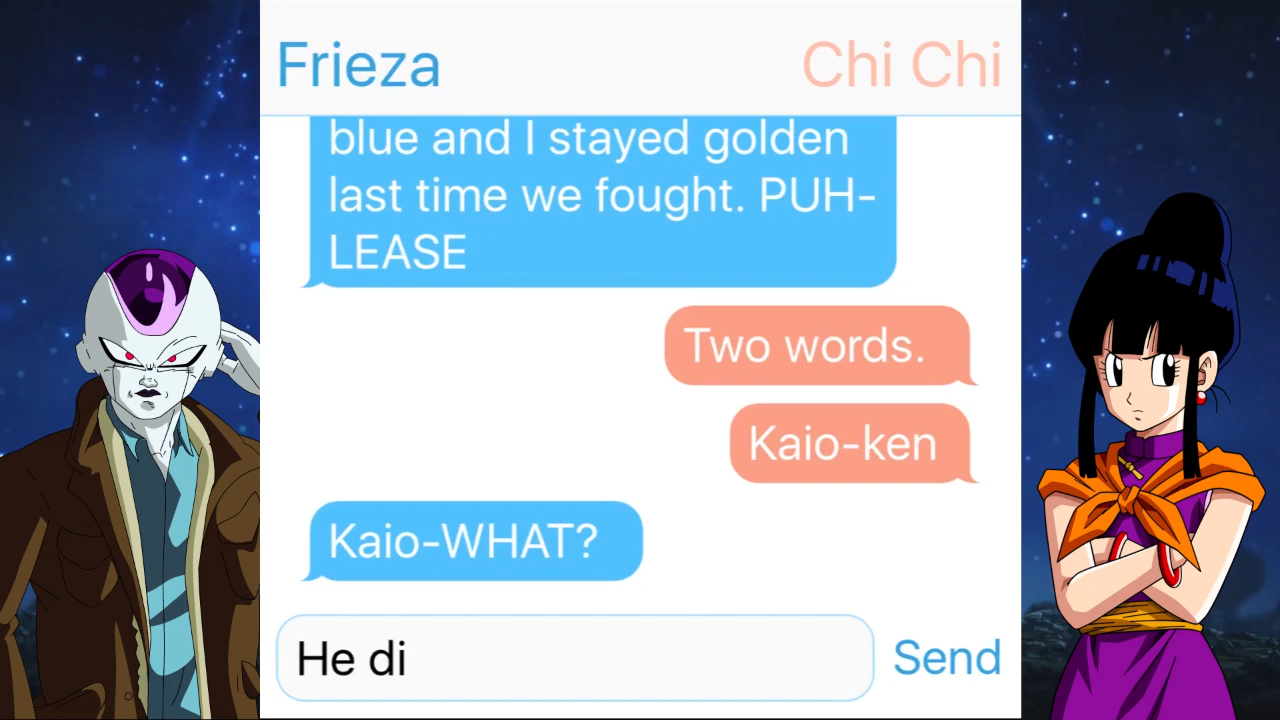 Frieza
Chi Chi
blue and I stayed golden
last time we fought. PUH-
LEASE
Two words.
Kaio-ken
Kaio-WHAT?
He di
Send